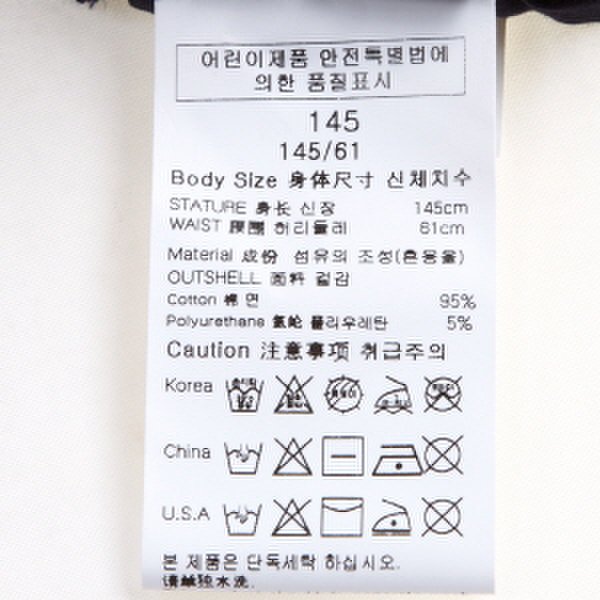 어린이제품 안전특별법에
의한 품질표시
145
145/61
Body Size 身体尺寸 신체치수
STATURE 身长 신장 145cm
WAIST 腰围 허리둘레 61cm
Material 成份 섬유의 조성(혼용율)
OUTSHELL 面料 겉감
Cotton 棉 면 95%
Polyurethane 氨纶 폴리우레탄 5%
Caution 注意事项 취급주의
Korea
China
U.S.A
본 제품은 단독세탁 하십시오.
请单独水洗.